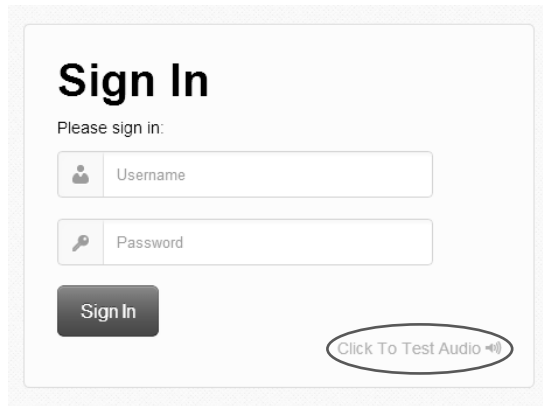 Sign In
Please sign in:
Username
Password
Sign In
Click To Test Audio